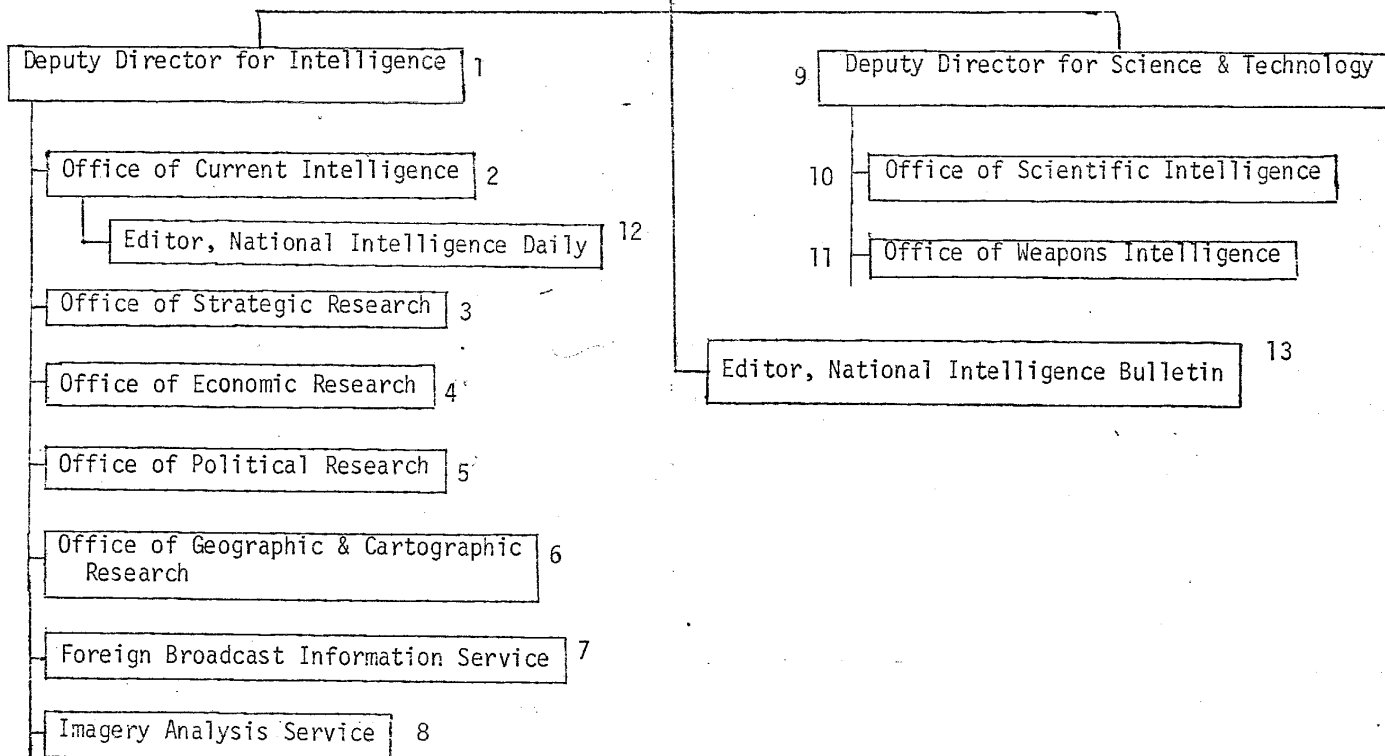 Deputy Director for Intelligence 1
Office of Current Intelligence 2
Editor, National Intelligence Daily 12
Office of Strategic Research 3
Office of Economic Research 4
Office of Political Research 5
Office of Geographic & Cartographic 6
Research
Foreign Broadcast Information Service 7
Imagery Analysis Service 8
9 Deputy Director for Science & Technology
10 Office of Scientific Intelligence
11 Office of Weapons Intelligence
Editor, National Intelligence Bulletin 13